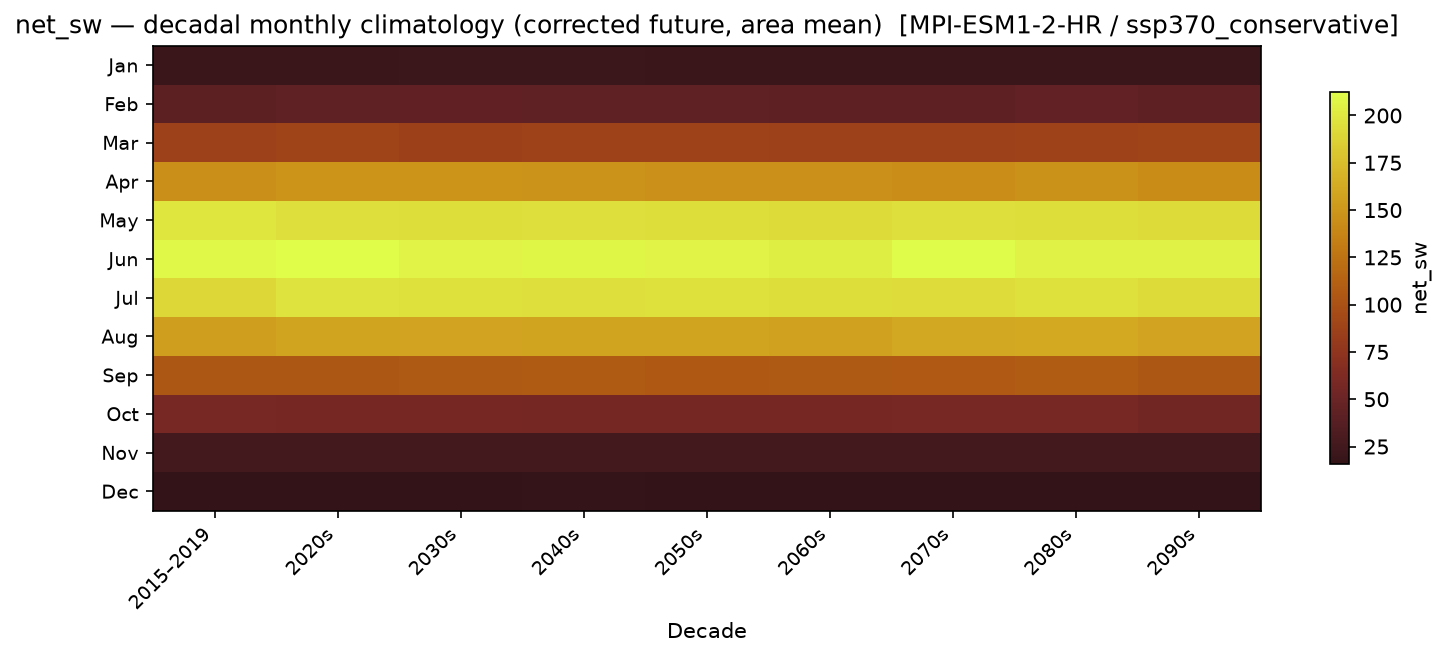 net_sw — decadal monthly climatology (corrected future, area mean)  [MPI-ESM1-2-HR / ssp370_conservative]
Jan
Feb
Mar
Apr
May
Jun
Jul
Aug
Sep
Oct
Nov
Dec
2015–2019
2020s
2030s
2040s
2050s
2060s
2070s
2080s
2090s
Decade
200
175
150
125
100
75
50
25
net_sw